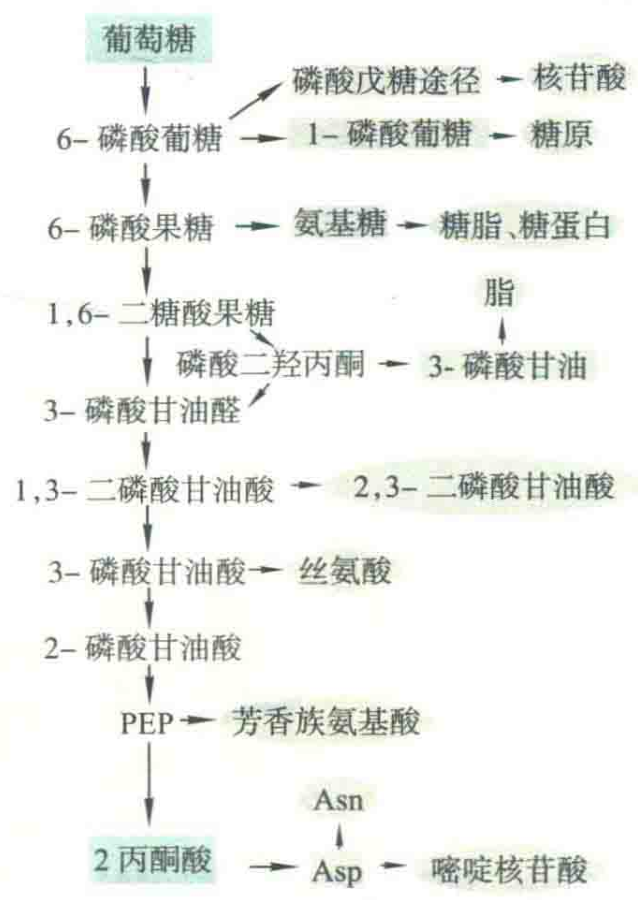 葡萄糖
磷酸戊糖途径 核苷酸
6- 磷酸葡糖 1- 磷酸葡糖 糖原
6- 磷酸果糖 氨基糖 糖脂、糖蛋白
脂
1,6- 二糖酸果糖
磷酸二羟丙酮 3- 磷酸甘油
3- 磷酸甘油醛
1,3- 二磷酸甘油酸 2,3- 二磷酸甘油酸
3- 磷酸甘油酸 丝氨酸
2- 磷酸甘油酸
PEP 芳香族氨基酸
Asn
2 丙酮酸 Asp 嘧啶核苷酸